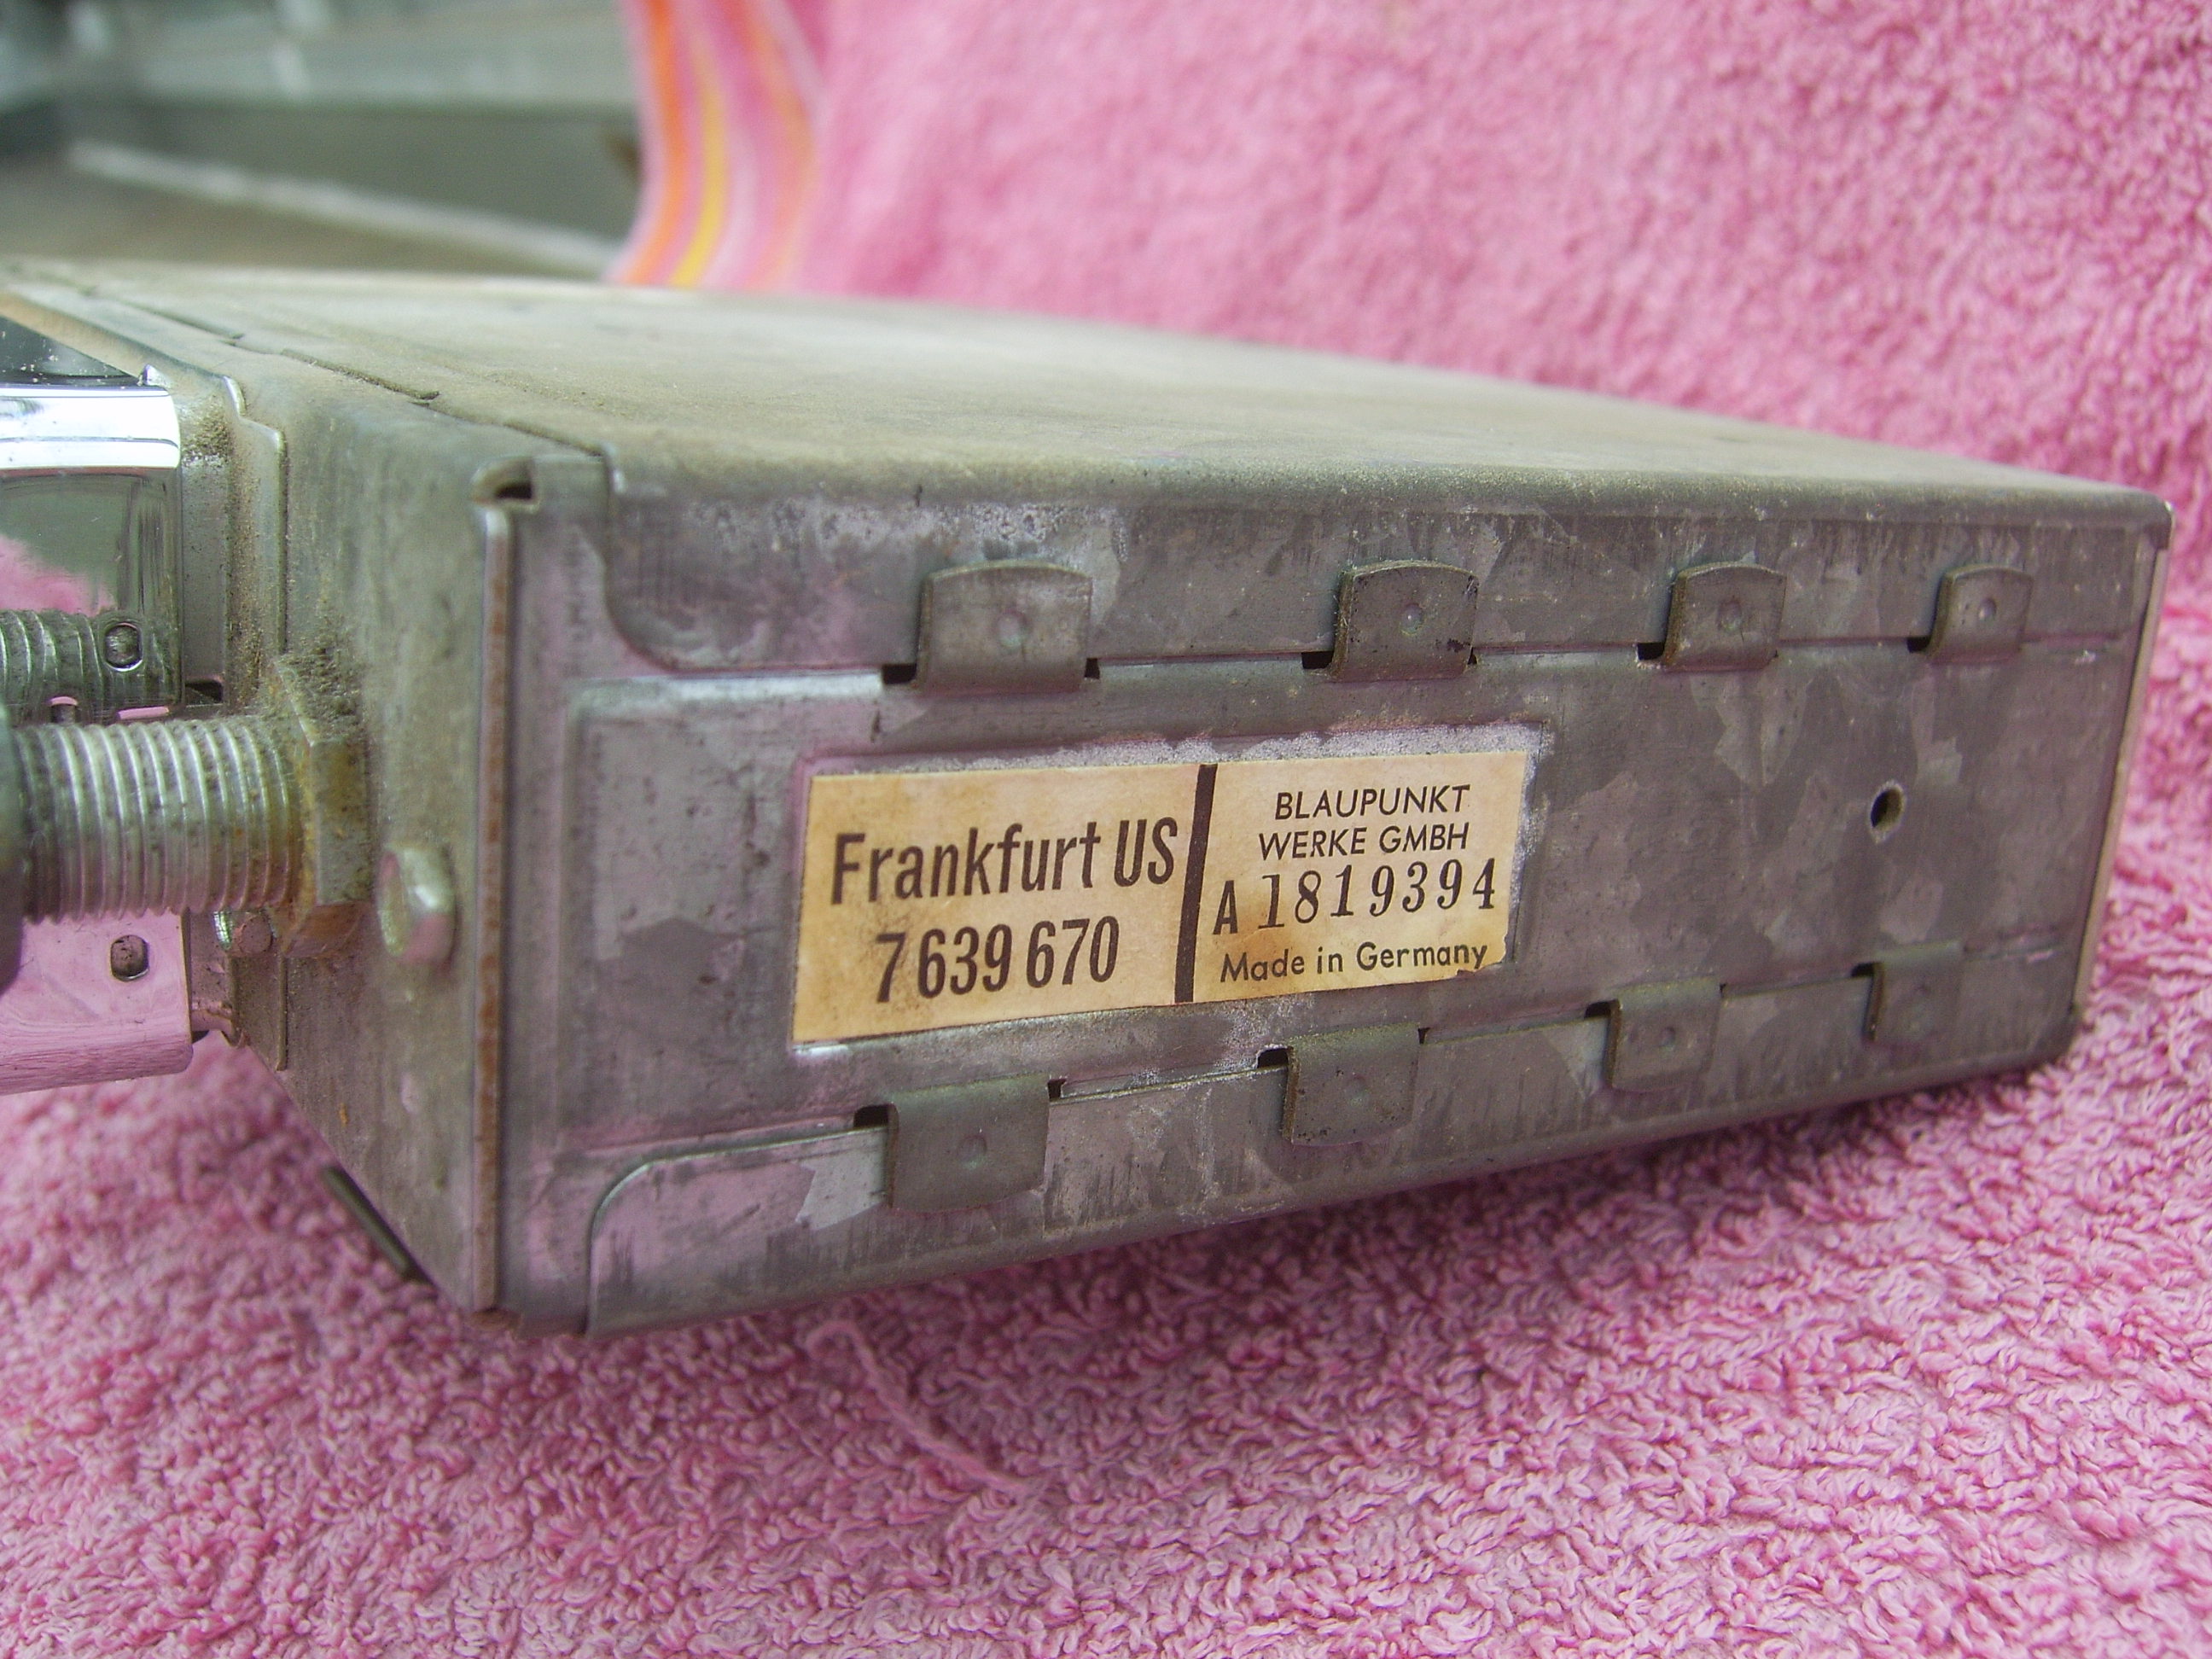 Frankfurt US
7 639 670
BLAUPUNKT
WERKE GMBH
A 1819394
Made in Germany